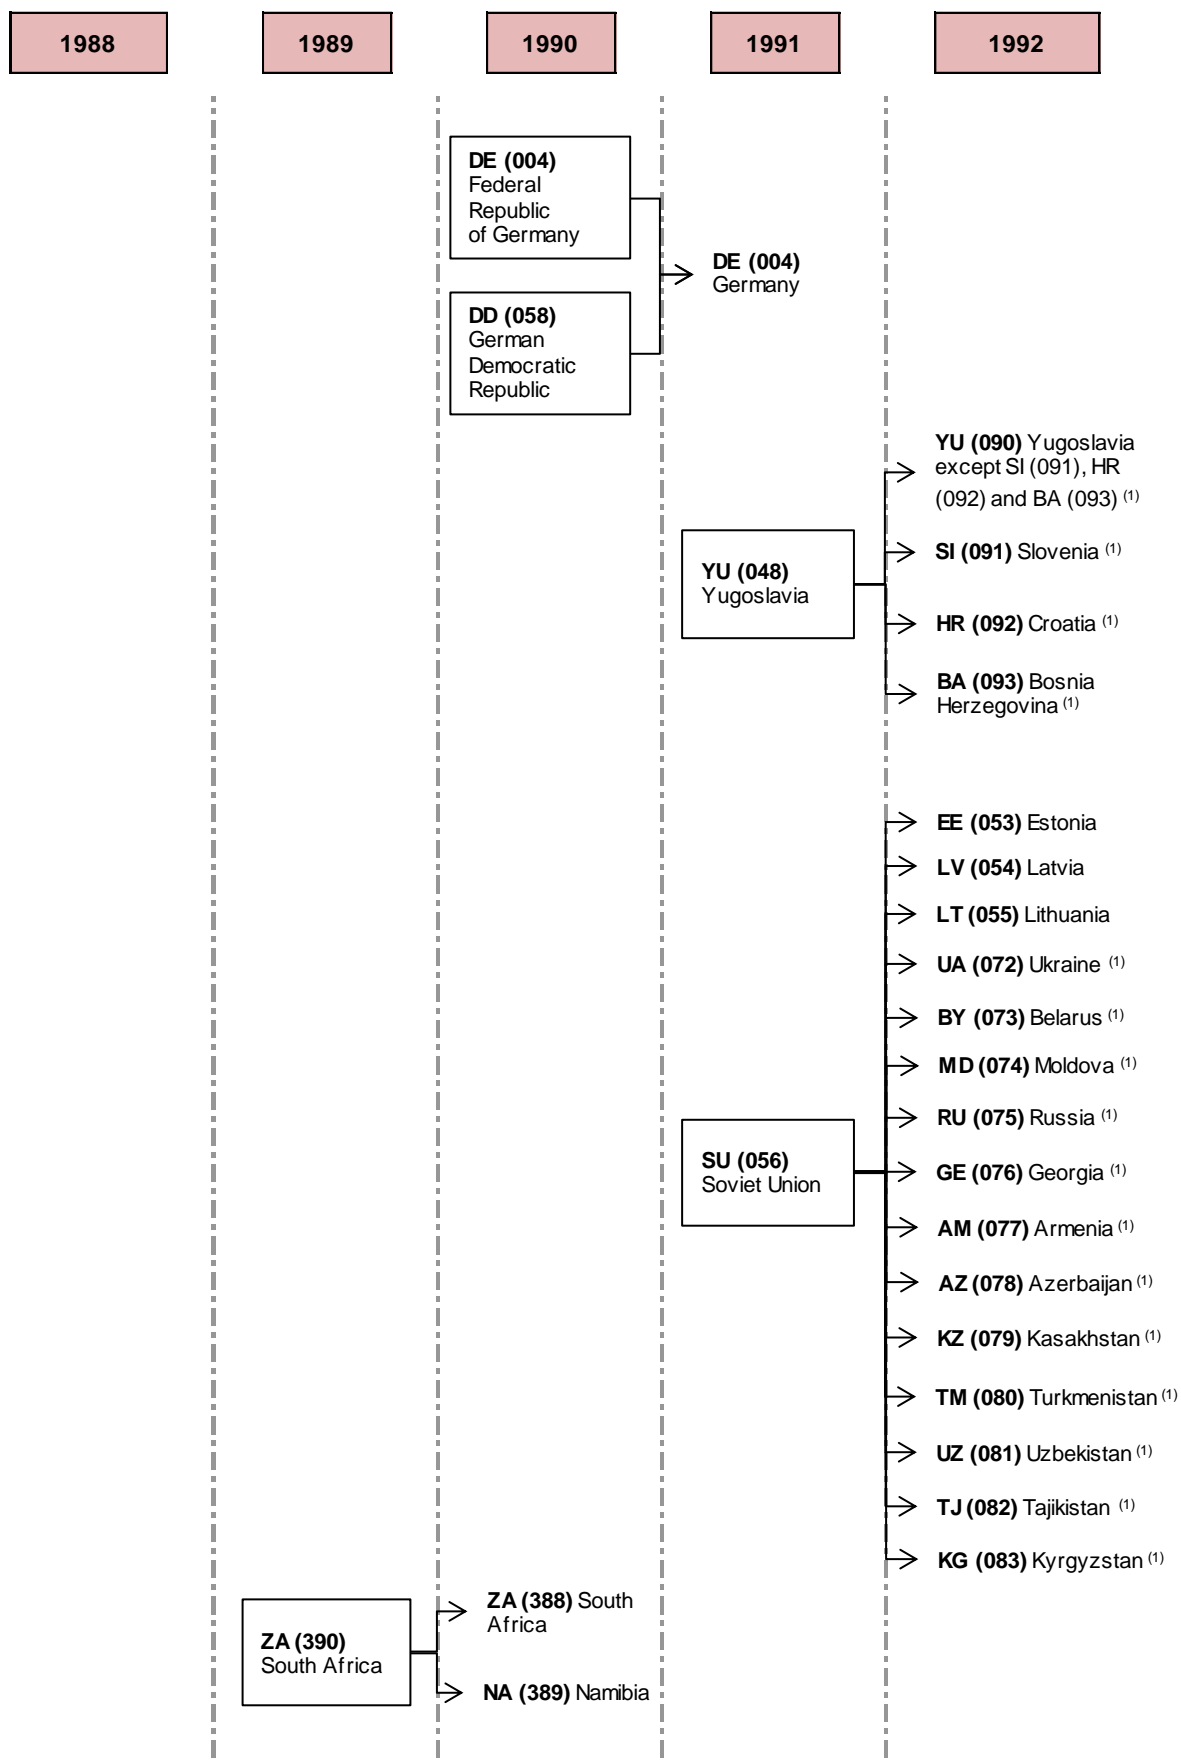 1988
1989
1990
1991
1992
DE (004)
Federal
Republic
of Germany
DE (004)
Germany
DD (058)
German
Democratic
Republic
YU (090) Yugoslavia
except SI (091), HR
(092) and BA (093) (1)
SI (091) Slovenia (1)
YU (048)
Yugoslavia
HR (092) Croatia (1)
BA (093) Bosnia
Herzegovina (1)
EE (053) Estonia
LV (054) Latvia
LT (055) Lithuania
UA (072) Ukraine (1)
BY (073) Belarus (1)
MD (074) Moldova (1)
RU (075) Russia (1)
SU (056)
Soviet Union
GE (076) Georgia (1)
AM (077) Armenia (1)
AZ (078) Azerbaijan (1)
KZ (079) Kasakhstan (1)
TM (080) Turkmenistan (1)
UZ (081) Uzbekistan (1)
TJ (082) Tajikistan (1)
KG (083) Kyrgyzstan (1)
ZA (388) South
Africa
ZA (390)
South Africa
NA (389) Namibia